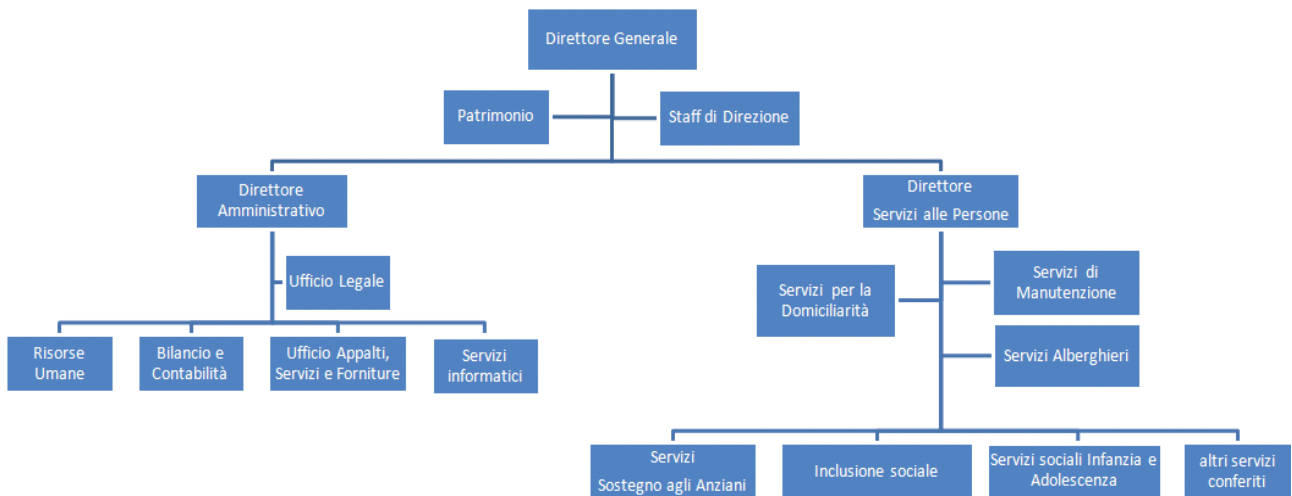 Direttore Generale
Patrimonio
Staff di Direzione
Direttore
Amministrativo
Direttore
Servizi alle Persone
Ufficio Legale
Servizi per la
Domiciliarità
Servizi di
Manutenzione
Servizi Alberghieri
Risorse
Umane
Bilancio e
Contabilità
Ufficio Appalti,
Servizi e Forniture
Servizi
informatici
Servizi
Sostegno agli Anziani
Inclusione sociale
Servizi sociali Infanzia e
Adolescenza
altri servizi
conferiti